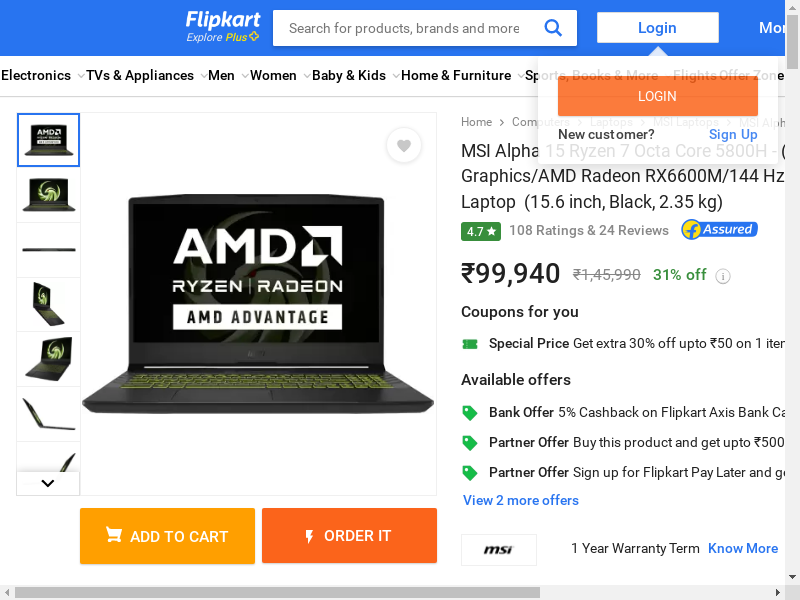 Flipkart
Explore Plus
Search for products, brands and more
Login
Electronics TVs & Appliances Men Women Baby & Kids Home & Furniture Sports, Books & More Flights Offer Zone
LOGIN
New customer? Sign Up
Home Computers Laptops MSI Laptops MSI Alph
MSI Alpha 15 Ryzen 7 Octa Core 5800H - (
Graphics/AMD Radeon RX6600M/144 Hz
Laptop (15.6 inch, Black, 2.35 kg)
4.7 108 Ratings & 24 Reviews Assured
₹99,940 ₹1,45,990 31% off
Coupons for you
Special Price Get extra 30% off upto ₹50 on 1 item
Available offers
Bank Offer 5% Cashback on Flipkart Axis Bank Ca
Partner Offer Buy this product and get upto ₹500
Partner Offer Sign up for Flipkart Pay Later and ge
View 2 more offers
msi 1 Year Warranty Term Know More
AMD
RYZEN | RADEON
AMD ADVANTAGE
ADD TO CART
ORDER IT